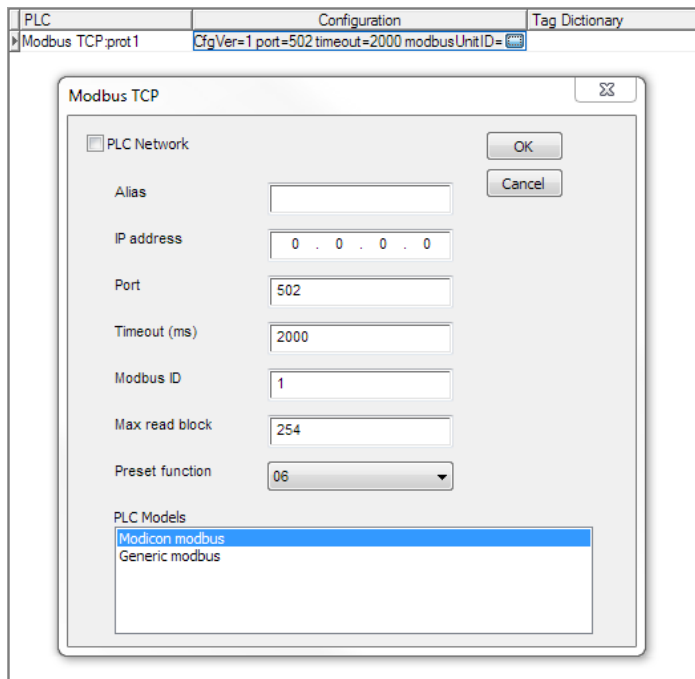 PLC Configuration Tag Dictionary
Modbus TCP:prot1 CfgVer=1 port=502 timeout=2000 modbusUnitID=
Modbus TCP
PLC Network
OK
Cancel
Alias
IP address 0 . 0 . 0 . 0
Port 502
Timeout (ms) 2000
Modbus ID 1
Max read block 254
Preset function 06
PLC Models
Modicon modbus
Generic modbus